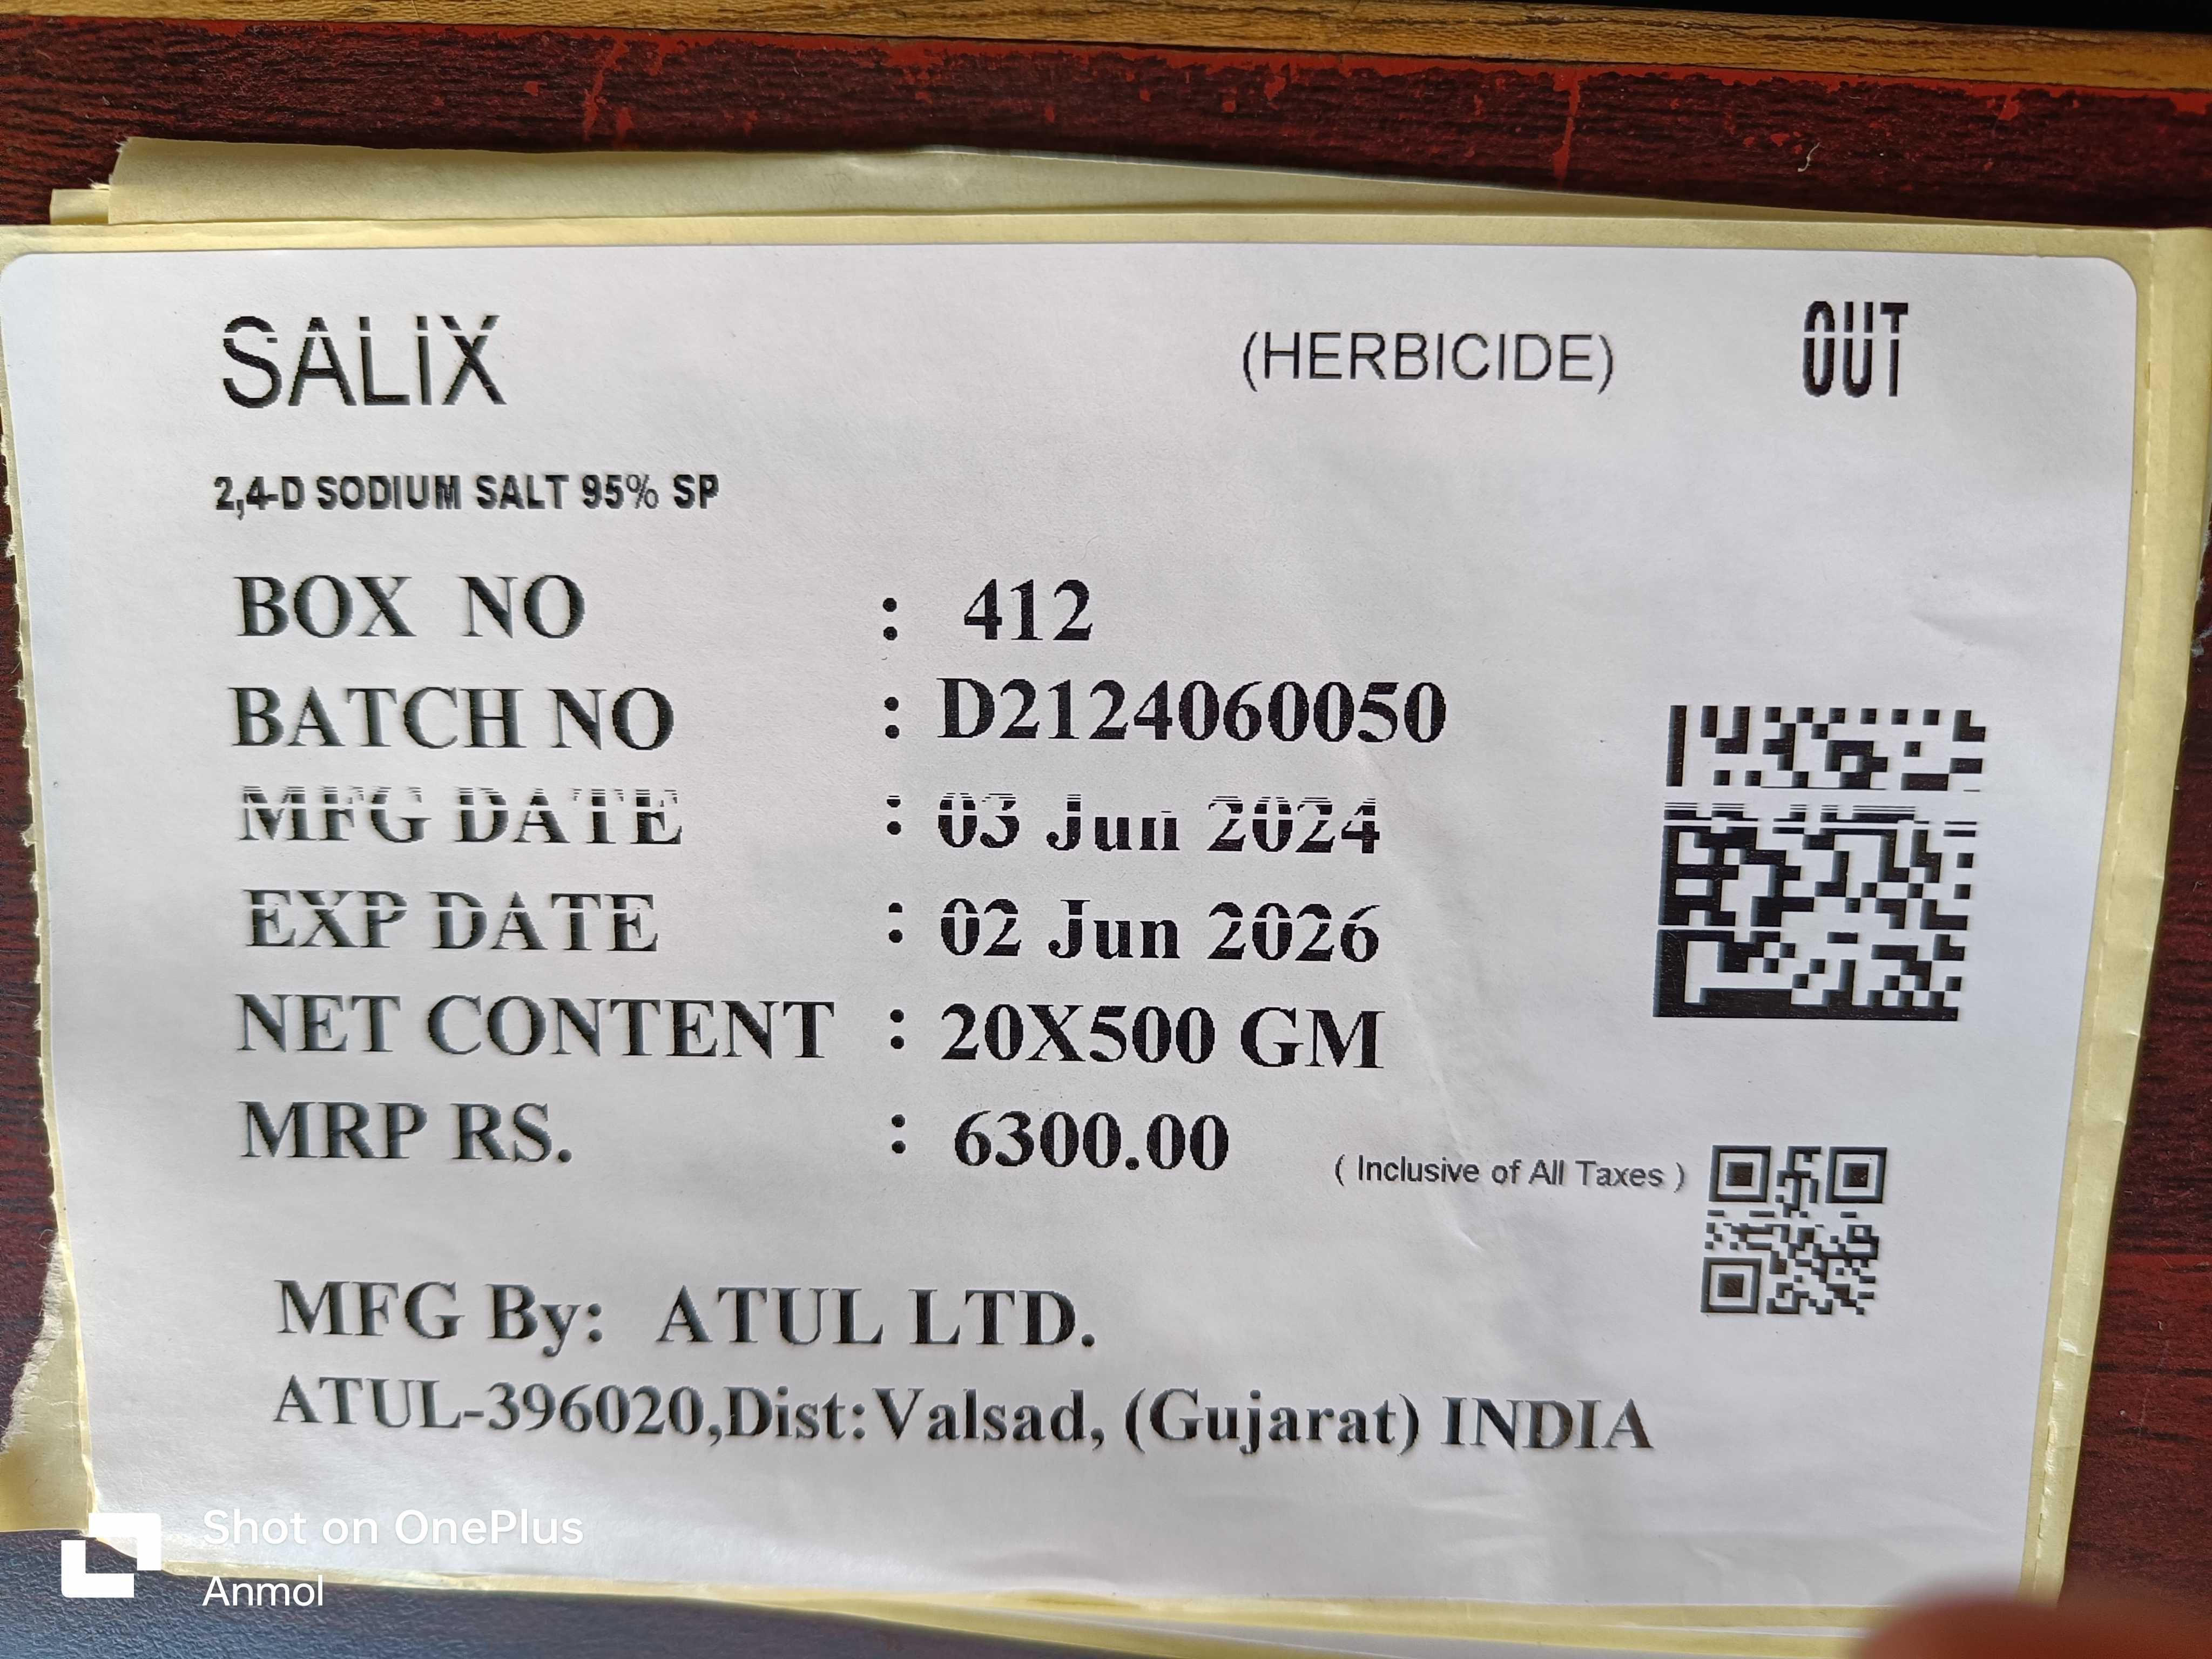 SALIX (HERBICIDE) OUT
2,4-D SODIUM SALT 95% SP
BOX NO : 412
BATCH NO : D2124060050
MFG DATE : 03 Jun 2024
EXP DATE : 02 Jun 2026
NET CONTENT : 20X500 GM
MRP RS. : 6300.00 ( Inclusive of All Taxes )
MFG By: ATUL LTD.
ATUL-396020,Dist:Valsad, (Gujarat) INDIA
Shot on OnePlus
Anmol